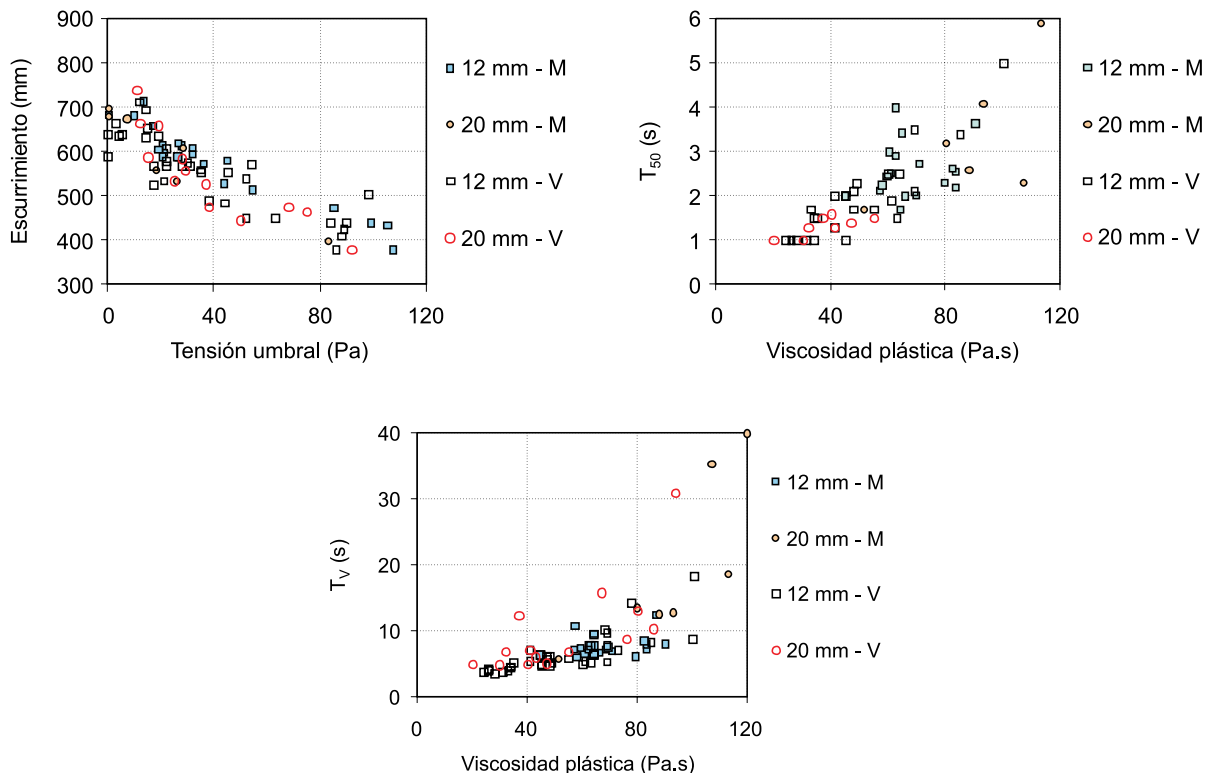 900
800
700
600
500
400
300
Escurrimiento (mm)
0
40
80
120
Tensión umbral (Pa)
12 mm - M
20 mm - M
12 mm - V
20 mm - V
6
5
4
3
2
1
0
T50 (s)
0
40
80
120
Viscosidad plástica (Pa.s)
12 mm - M
20 mm - M
12 mm - V
20 mm - V
40
30
20
10
0
TV (s)
0
40
80
120
Viscosidad plástica (Pa.s)
12 mm - M
20 mm - M
12 mm - V
20 mm - V